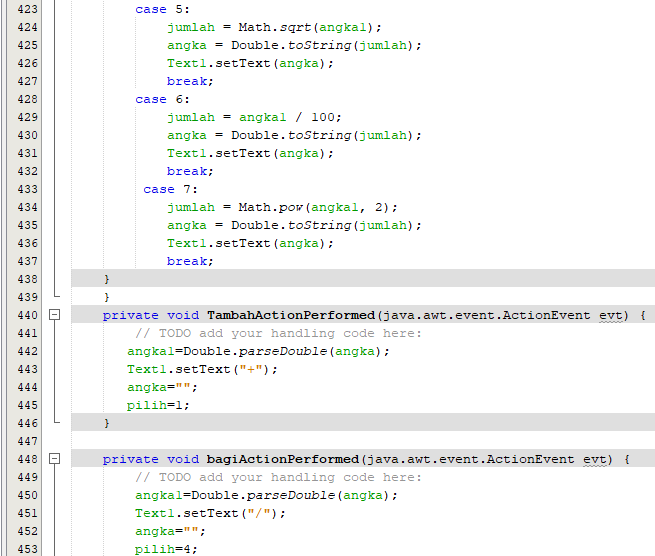 423 case 5:
424 jumlah = Math.sqrt(angka1);
425 angka = Double.toString(jumlah);
426 Text1.setText(angka);
427 break;
428 case 6:
429 jumlah = angka1 / 100;
430 angka = Double.toString(jumlah);
431 Text1.setText(angka);
432 break;
433 case 7:
434 jumlah = Math.pow(angka1, 2);
435 angka = Double.toString(jumlah);
436 Text1.setText(angka);
437 break;
438 }
439 }
440 private void TambahActionPerformed(java.awt.event.ActionEvent evt) {
441 // TODO add your handling code here:
442 angka1=Double.parseDouble(angka);
443 Text1.setText("+");
444 angka="";
445 pilih=1;
446 }
447
448 private void bagiActionPerformed(java.awt.event.ActionEvent evt) {
449 // TODO add your handling code here:
450 angka1=Double.parseDouble(angka);
451 Text1.setText("/");
452 angka="";
453 pilih=4;